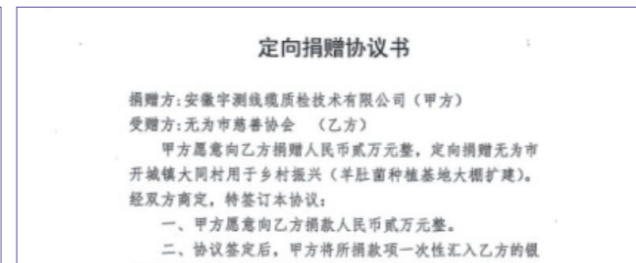 定向捐赠协议书
捐赠方:安徽宇测线缆质检技术有限公司（甲方）
受赠方:无为市慈善协会 （乙方）
甲方愿意向乙方捐赠人民币贰万元整，定向捐赠无为市
开城镇大同村用于乡村振兴（羊肚菌种植基地大棚扩建）。
经双方商定，特签订本协议：
一、甲方愿意向乙方捐款人民币贰万元整。
二、协议签定后，甲方将所捐款项一次性汇入乙方的银